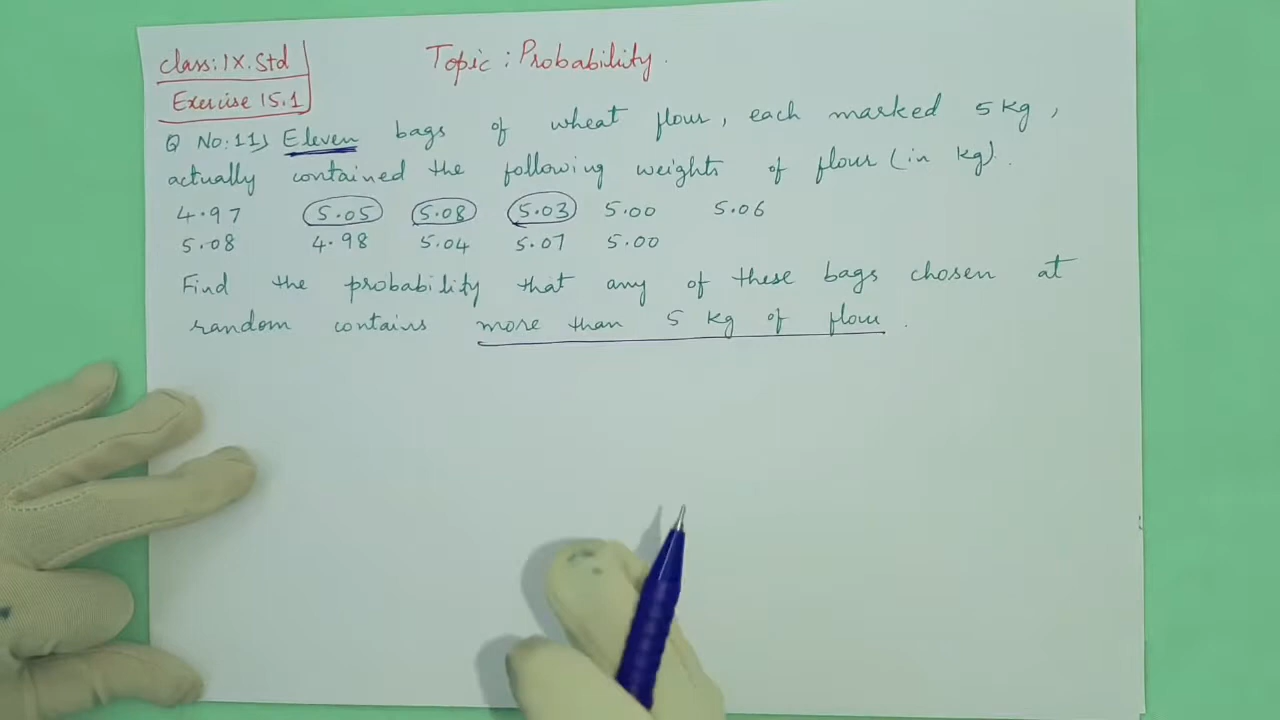 class: IX. Std
Topic : Probability.
Exercise 15.1
Q No:11) Eleven bags of wheat flour, each marked 5 kg,
actually contained the following weights of flour (in kg).
4.97 5.05 5.08 5.03 5.00 5.06
5.08 4.98 5.04 5.07 5.00
Find the probability that any of these bags chosen at
random contains more than 5 kg of flour.